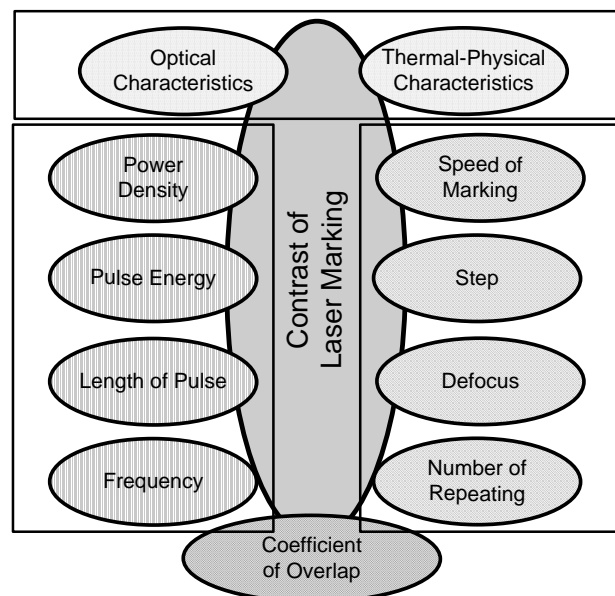 Optical
Characteristics
Thermal-Physical
Characteristics
Power
Density
Speed of
Marking
Contrast of
Laser Marking
Pulse Energy
Step
Length of Pulse
Defocus
Frequency
Number of
Repeating
Coefficient
of Overlap